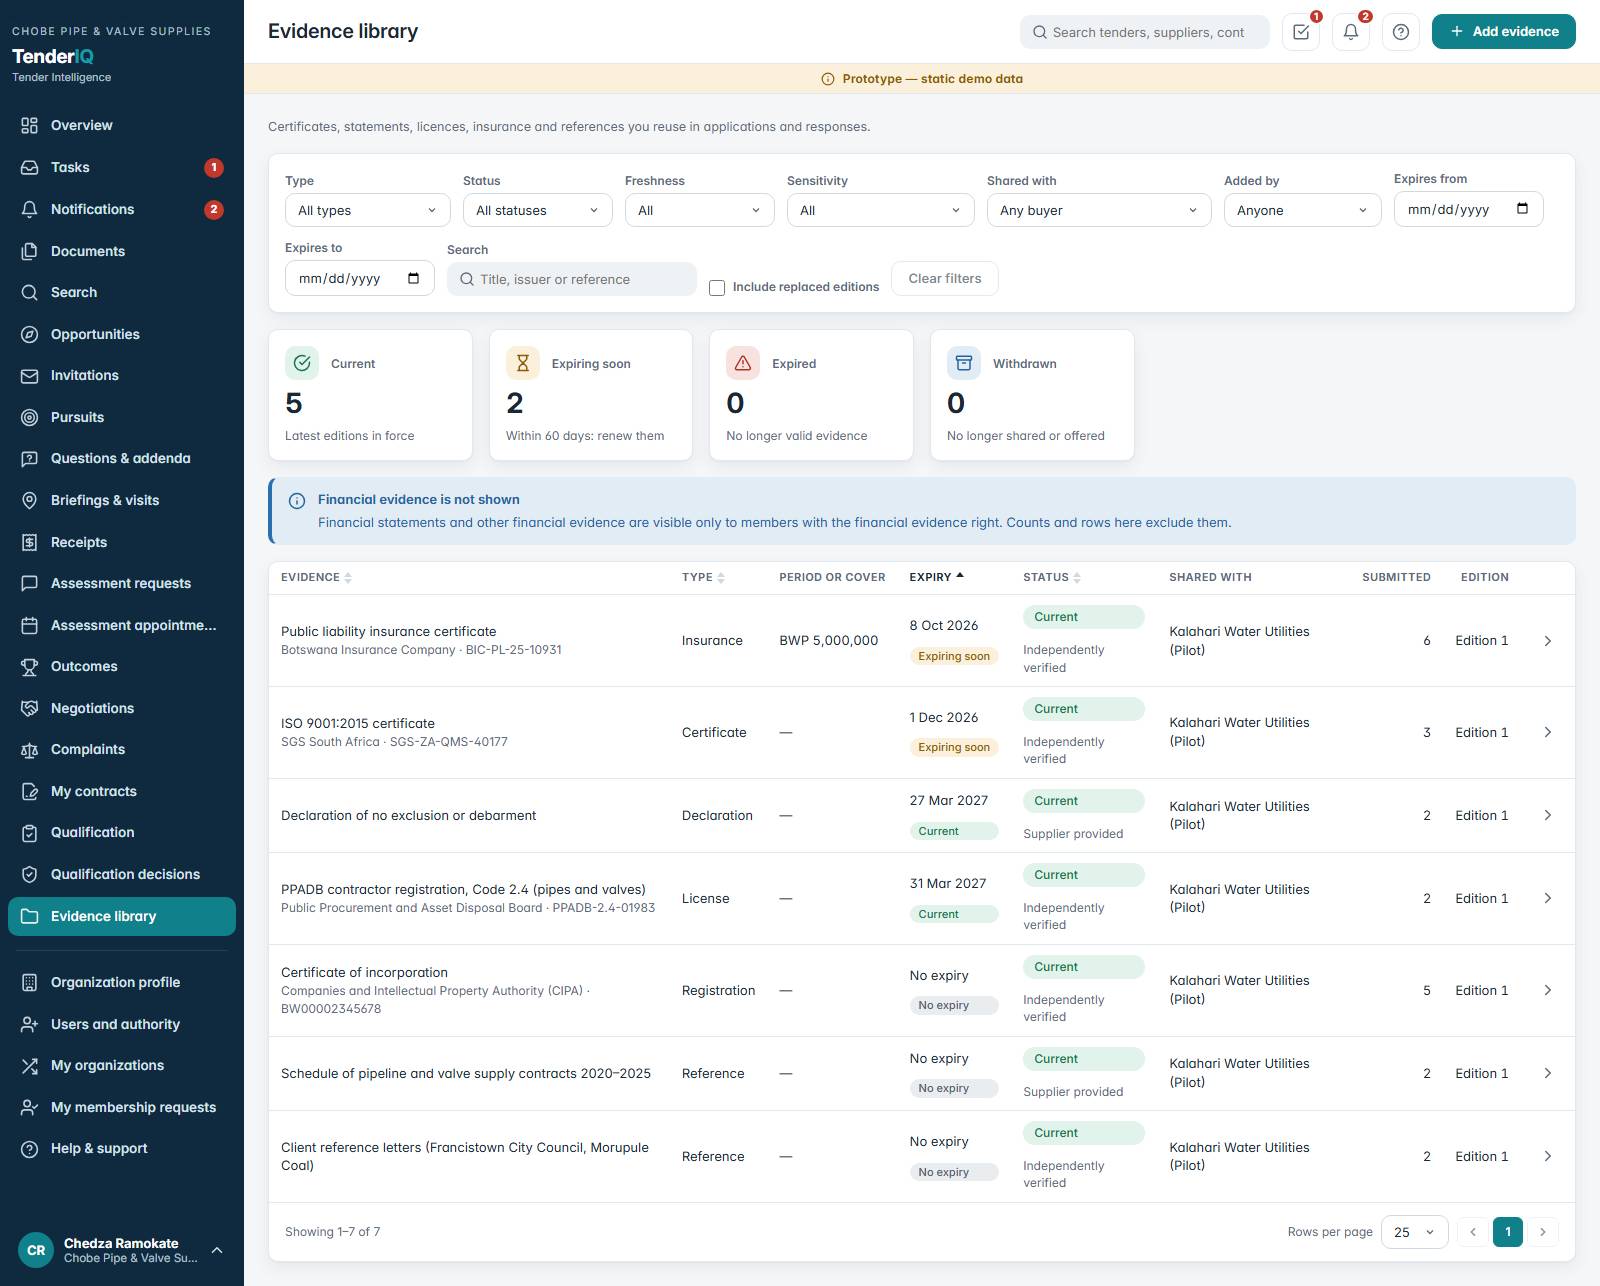 CHOBE PIPE & VALVE SUPPLIES
TenderIQ
Tender Intelligence
Overview
Tasks 1
Notifications 2
Documents
Search
Opportunities
Invitations
Pursuits
Questions & addenda
Briefings & visits
Receipts
Assessment requests
Assessment appointme...
Outcomes
Negotiations
Complaints
My contracts
Qualification
Qualification decisions
Evidence library
Organization profile
Users and authority
My organizations
My membership requests
Help & support
CR
Chedza Ramokate
Chobe Pipe & Valve Su...
Evidence library
Search tenders, suppliers, cont
1
2
Add evidence
Prototype — static demo data
Certificates, statements, licences, insurance and references you reuse in applications and responses.
Type Status Freshness Sensitivity Shared with Added by Expires from
All types All statuses All All Any buyer Anyone mm/dd/yyyy
Expires to Search
mm/dd/yyyy Title, issuer or reference Include replaced editions Clear filters
Current Expiring soon Expired Withdrawn
5 2 0 0
Latest editions in force Within 60 days: renew them No longer valid evidence No longer shared or offered
Financial evidence is not shown
Financial statements and other financial evidence are visible only to members with the financial evidence right. Counts and rows here exclude them.
EVIDENCE TYPE PERIOD OR COVER EXPIRY STATUS SHARED WITH SUBMITTED EDITION
Public liability insurance certificate
Botswana Insurance Company · BIC-PL-25-10931
Insurance
BWP 5,000,000
8 Oct 2026
Expiring soon
Current
Independently
verified
Kalahari Water Utilities
(Pilot)
6
Edition 1
ISO 9001:2015 certificate
SGS South Africa · SGS-ZA-QMS-40177
Certificate
—
1 Dec 2026
Expiring soon
Current
Independently
verified
Kalahari Water Utilities
(Pilot)
3
Edition 1
Declaration of no exclusion or debarment
Declaration
—
27 Mar 2027
Current
Current
Supplier provided
Kalahari Water Utilities
(Pilot)
2
Edition 1
PPADB contractor registration, Code 2.4 (pipes and valves)
Public Procurement and Asset Disposal Board · PPADB-2.4-01983
License
—
31 Mar 2027
Current
Current
Independently
verified
Kalahari Water Utilities
(Pilot)
2
Edition 1
Certificate of incorporation
Companies and Intellectual Property Authority (CIPA) ·
BW00002345678
Registration
—
No expiry
No expiry
Current
Independently
verified
Kalahari Water Utilities
(Pilot)
5
Edition 1
Schedule of pipeline and valve supply contracts 2020–2025
Reference
—
No expiry
No expiry
Current
Supplier provided
Kalahari Water Utilities
(Pilot)
2
Edition 1
Client reference letters (Francistown City Council, Morupule
Coal)
Reference
—
No expiry
No expiry
Current
Independently
verified
Kalahari Water Utilities
(Pilot)
2
Edition 1
Showing 1–7 of 7
Rows per page 25 1